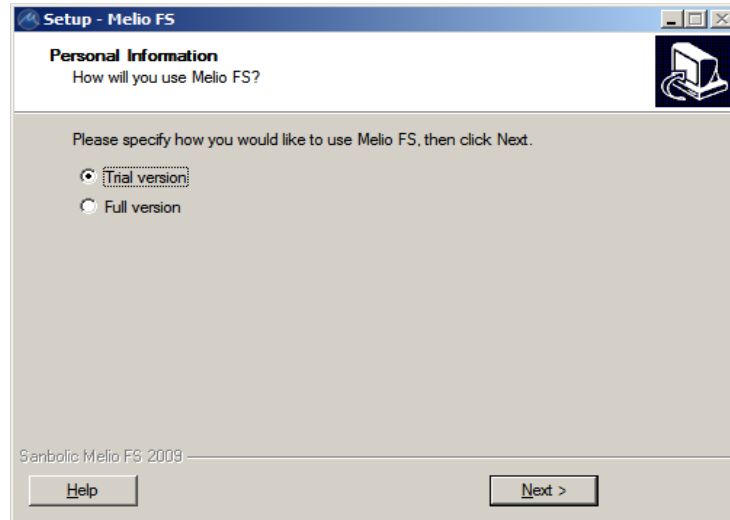 Setup - Melio FS
Personal Information
How will you use Melio FS?
Please specify how you would like to use Melio FS, then click Next.
Trial version
Full version
Sanbolic Melio FS 2009
Help
Next >